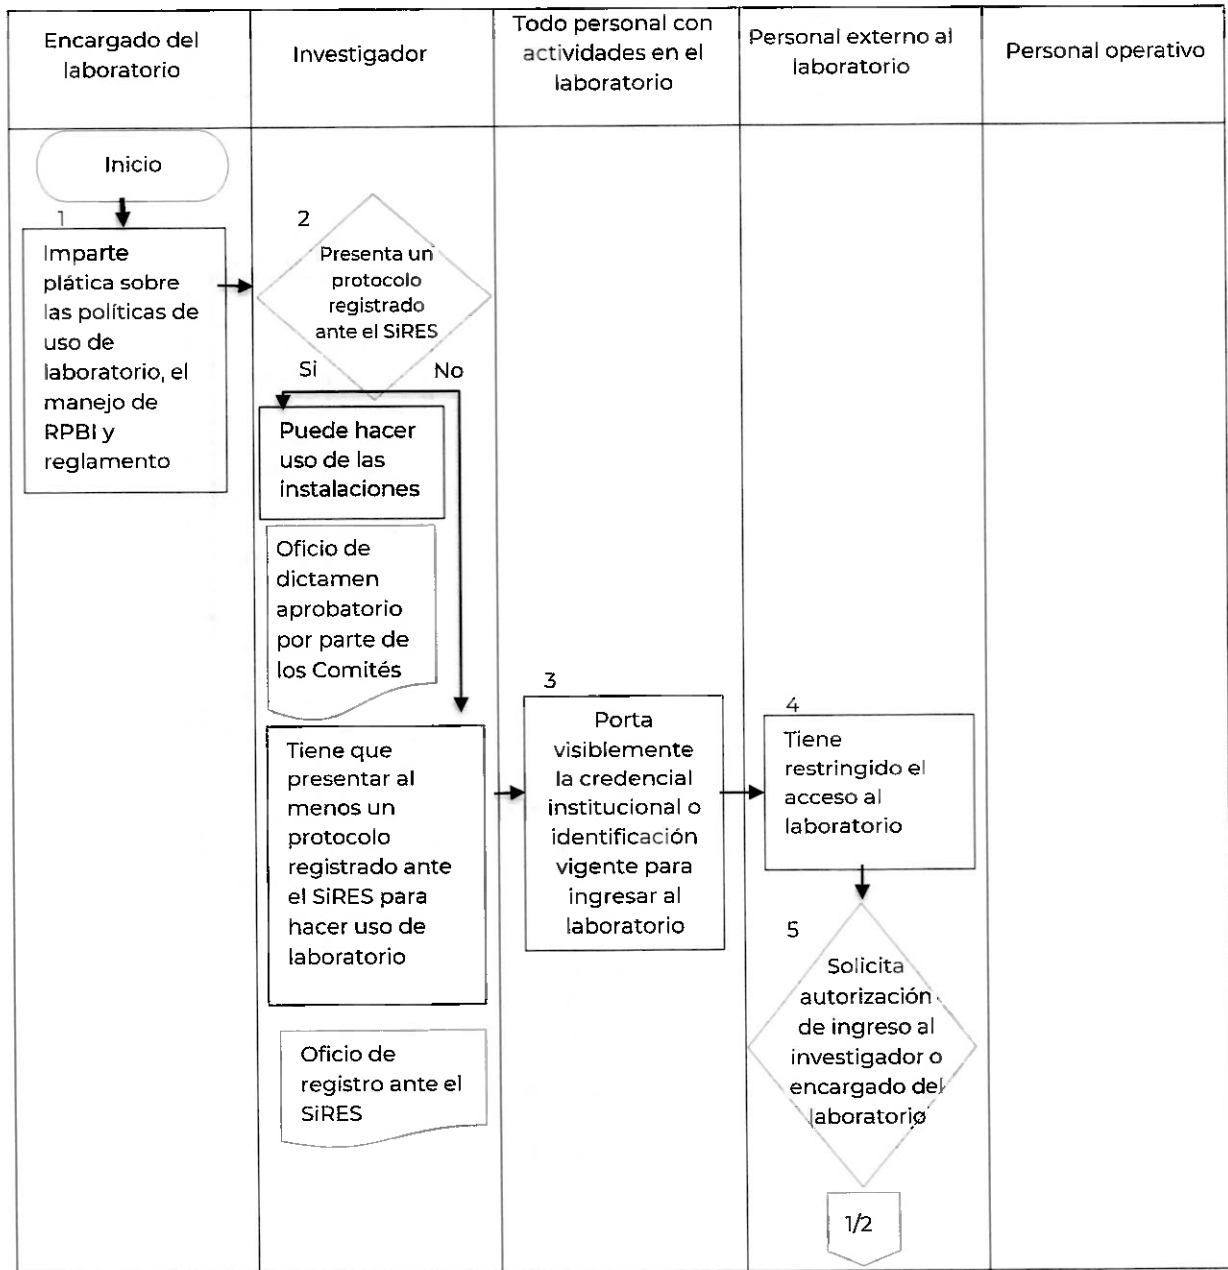 Encargado del
laboratorio
Investigador
Todo personal con
actividades en el
laboratorio
Personal externo al
laboratorio
Personal operativo
Inicio
1
Imparte
plática sobre
las políticas de
uso de
laboratorio, el
manejo de
RPBI y
reglamento
2
Presenta un
protocolo
registrado
ante el SiRES
Si
No
Puede hacer
uso de las
instalaciones
Oficio de
dictamen
aprobatorio
por parte de
los Comités
Tiene que
presentar al
menos un
protocolo
registrado ante
el SiRES para
hacer uso de
laboratorio
Oficio de
registro ante el
SiRES
3
Porta
visiblemente
la credencial
institucional o
identificación
vigente para
ingresar al
laboratorio
4
Tiene
restringido el
acceso al
laboratorio
5
Solicita
autorización
de ingreso al
investigador o
encargado del
laboratorio
1/2